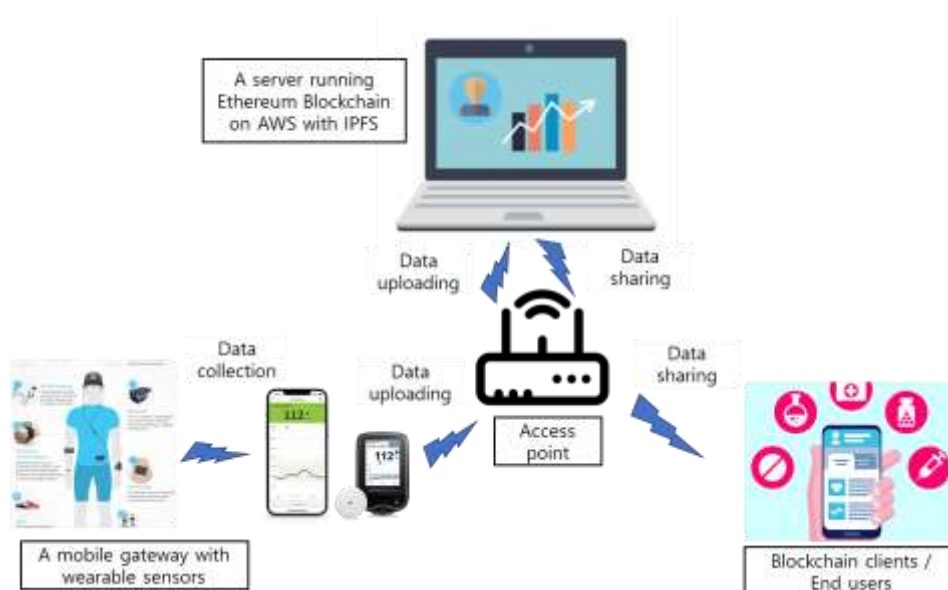 A server running
Ethereum Blockchain
on AWS with IPFS
Data
uploading
Data
sharing
Data
collection
Data
uploading
Data
sharing
112
112
Access
point
A mobile gateway with
wearable sensors
Blockchain clients /
End users